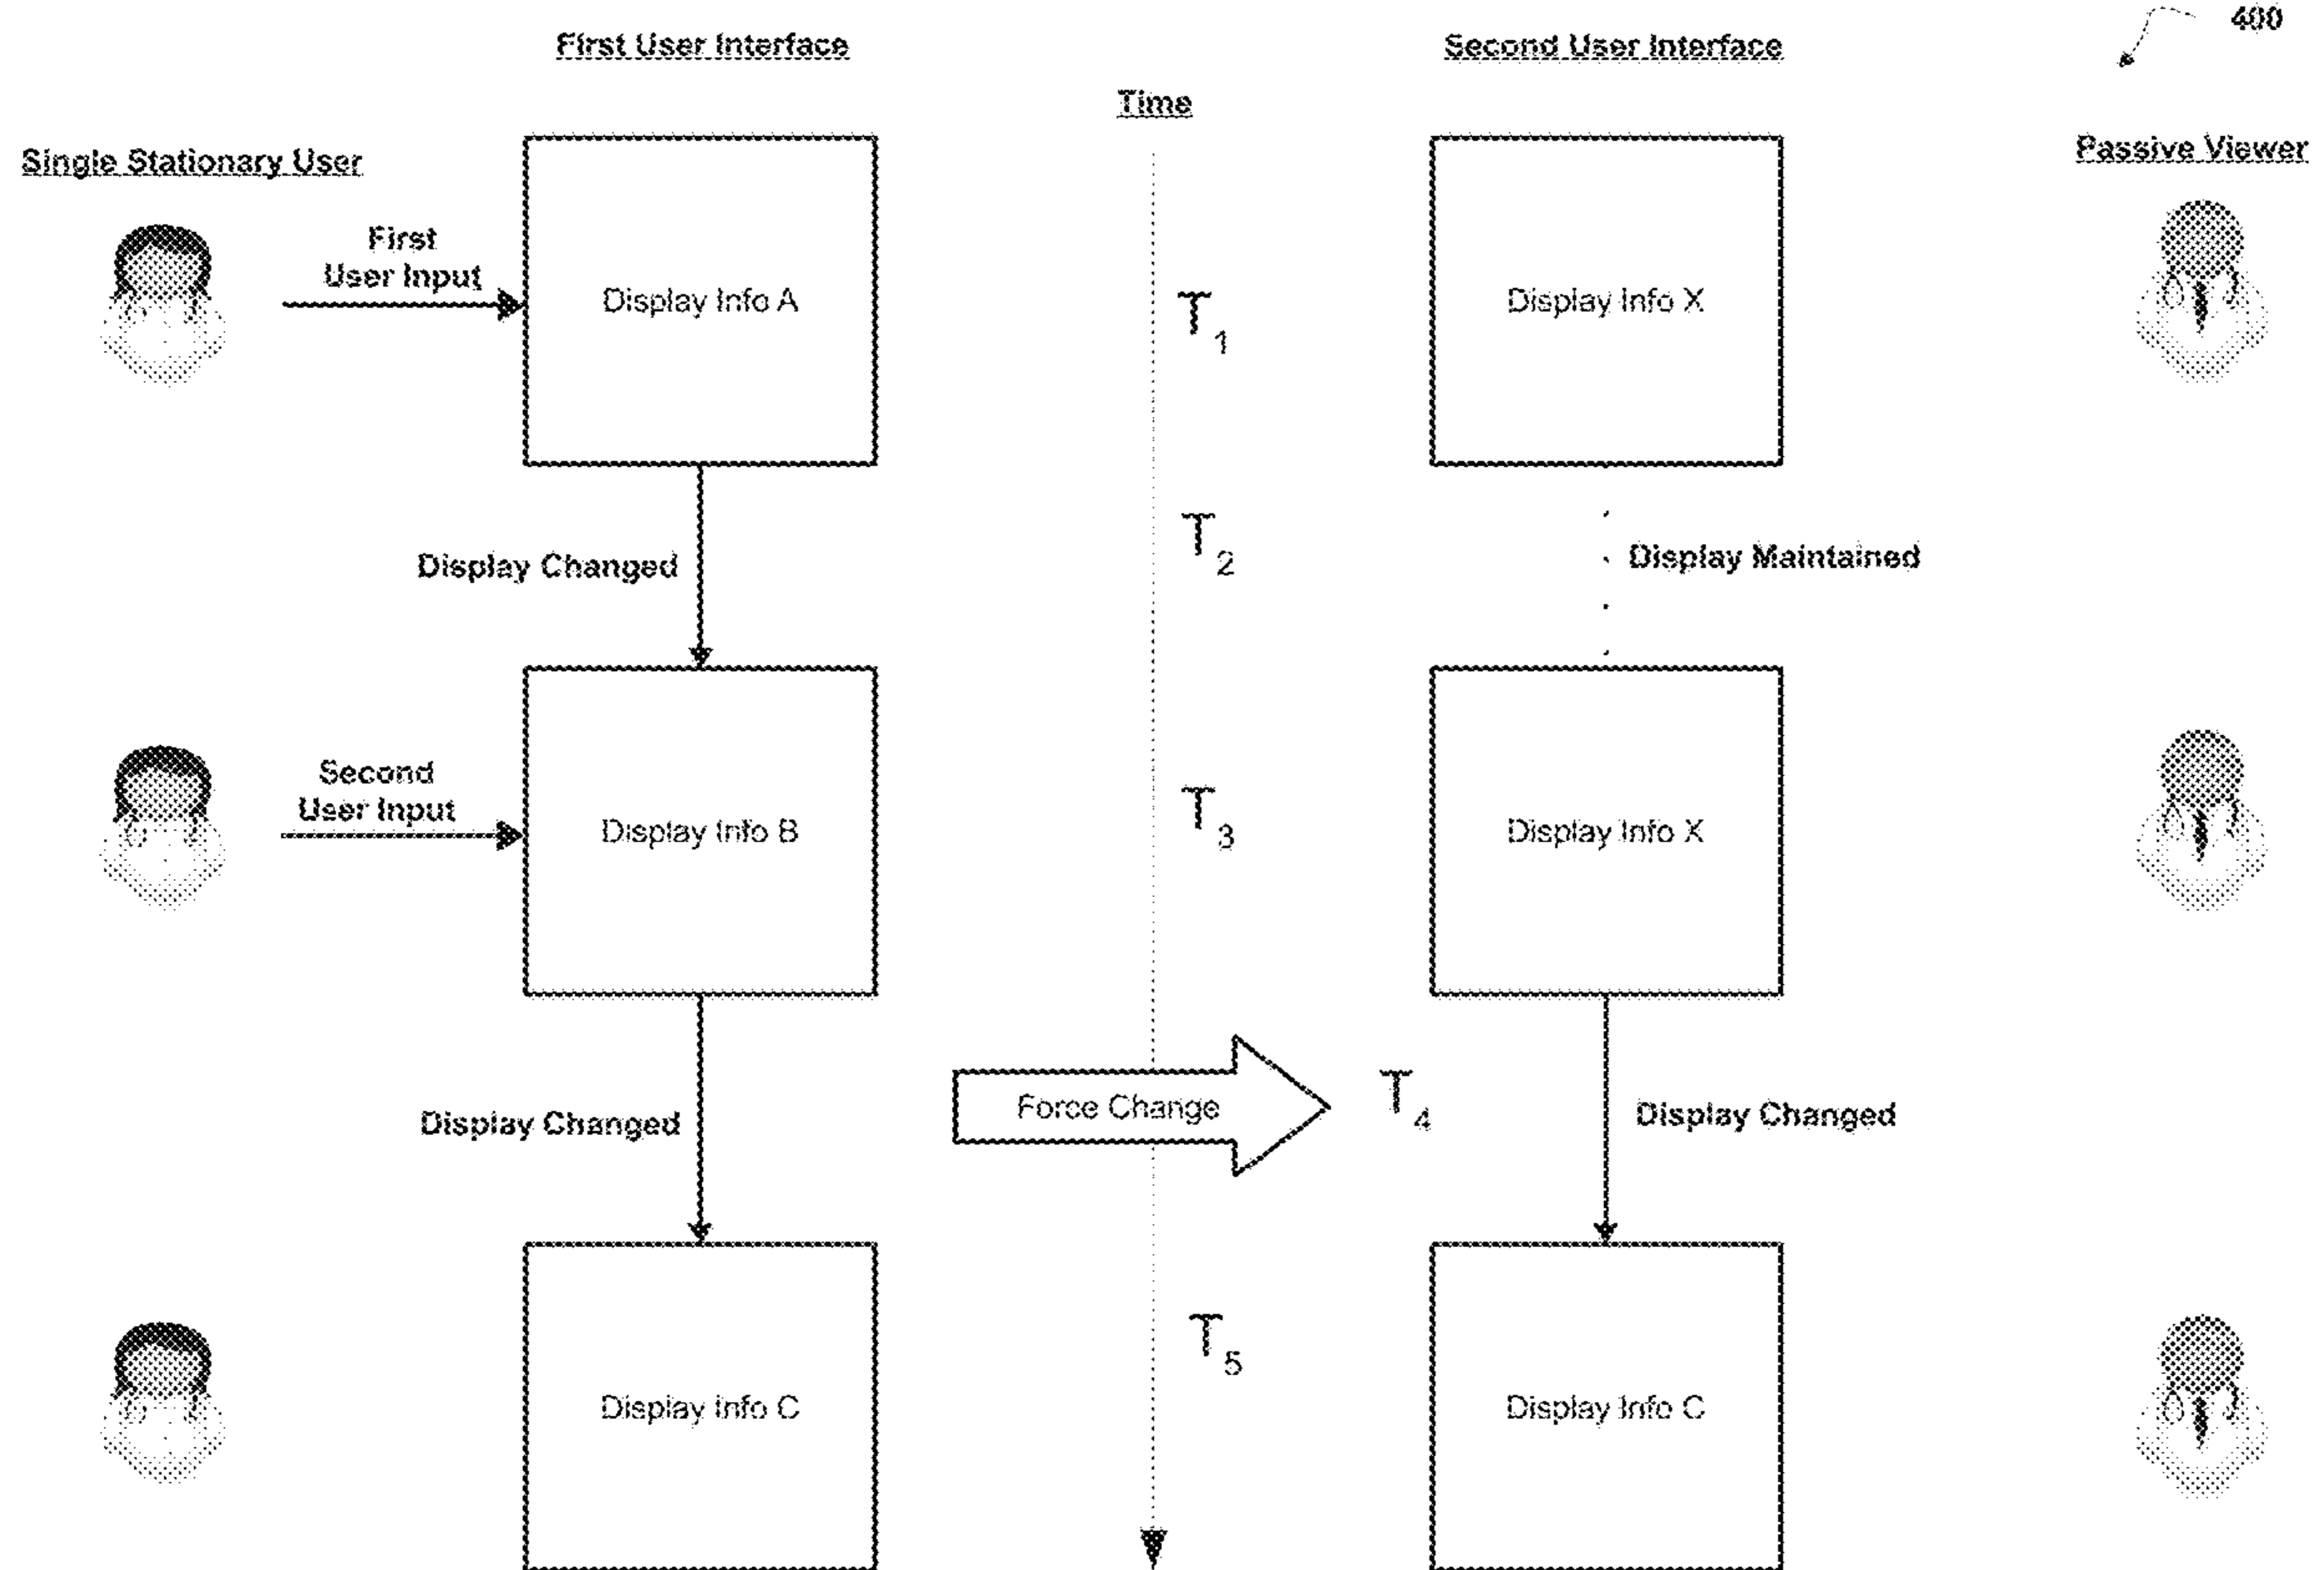 400
First User Interface
Second User Interface
Time
Single Stationary User
Passive Viewer
First
User Input
Display Info A
T1
Display Info X
Display Changed
T2
Display Maintained
Second
User Input
Display Info B
T3
Display Info X
Display Changed
Force Change
T4
Display Changed
T5
Display Info C
Display Info C